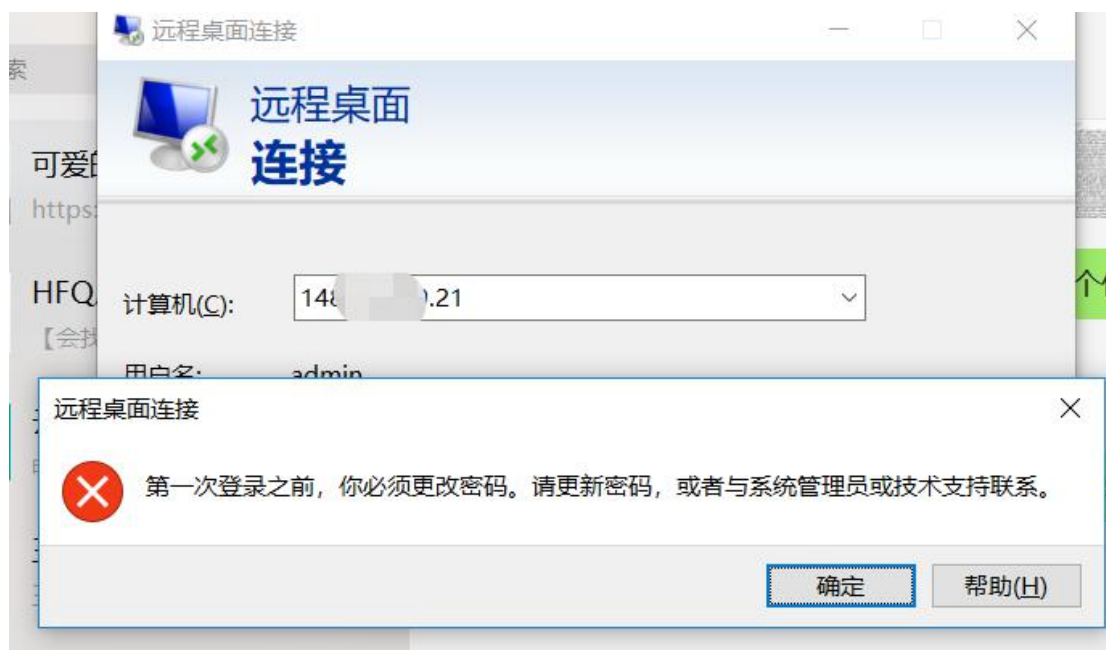 远程桌面连接
索
远程桌面
连接
可爱
https:
HFQ
计算机(C):
148
.21
【会找
用户名:
admin
远程桌面连接
第一次登录之前，你必须更改密码。请更新密码，或者与系统管理员或技术支持联系。
确定
帮助(H)